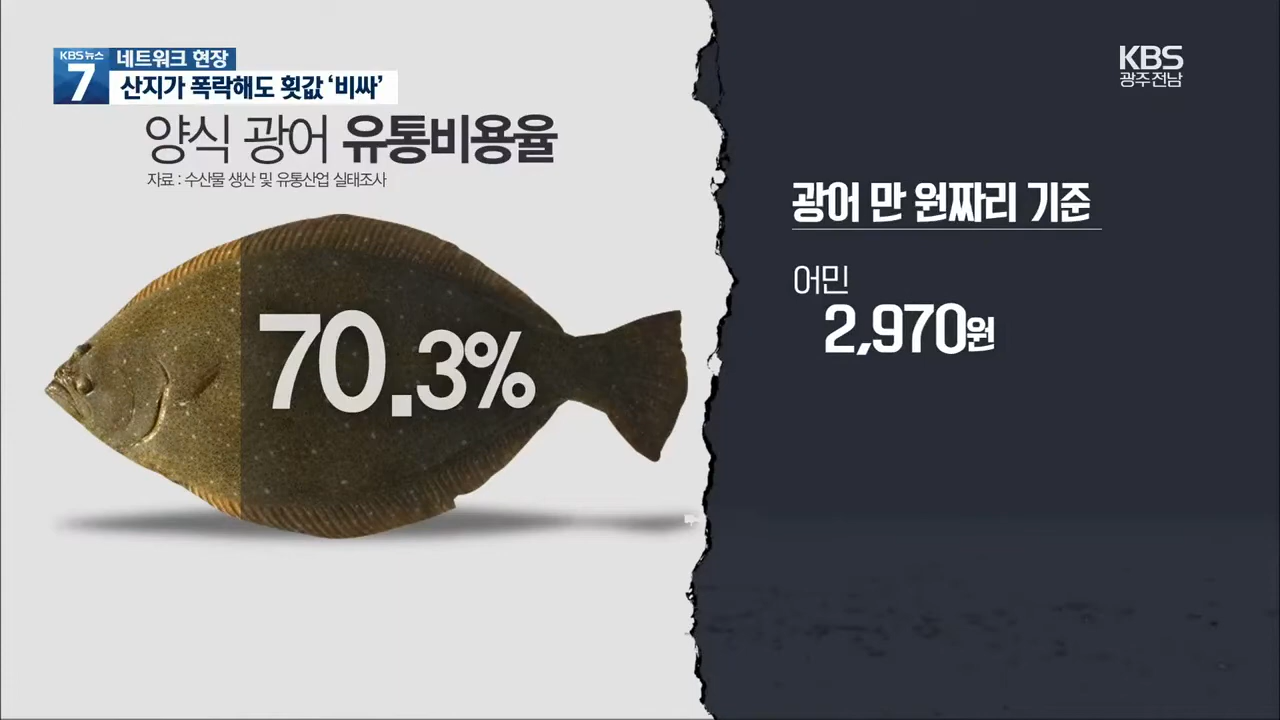 KBS뉴스
7
네트워크 현장
산지가 폭락해도 횟값 ‘비싸’
KBS
광주전남
양식 광어 유통비용율
자료 : 수산물 생산 및 유통산업 실태조사
70.3%
광어 만 원짜리 기준
어민
2,970원